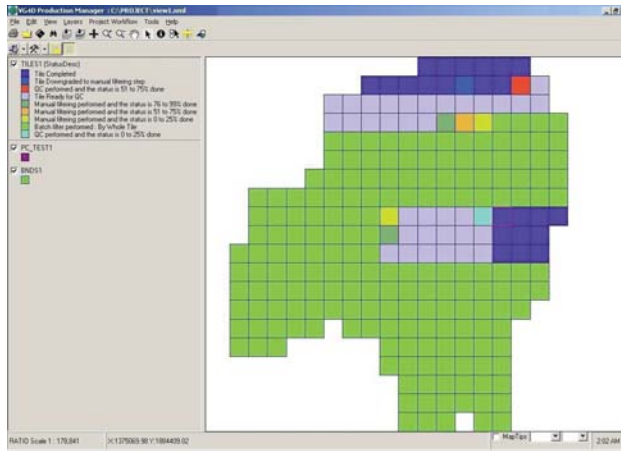 VG4D Production Manager : C:\PROJECT\view1.aml
File Edit View Layers Project Workflow Tools Help
TILES1 (StatusDesc)
Tile Completed
Tile Downgraded to manual filtering step
QC performed and the status is 51 to 75% done
Tile Ready for QC
Manual filtering performed and the status is 76 to 99% done
Manual filtering performed and the status is 51 to 75% done
Manual filtering performed and the status is 0 to 25% done
Batch filter performed : By Whole Tile
QC performed and the status is 0 to 25% done
PC_TEST1
BNDS1
RATIO Scale 1 : 179,841
X:1375069.98 Y:1884409.02
MapTips
2:02 AM